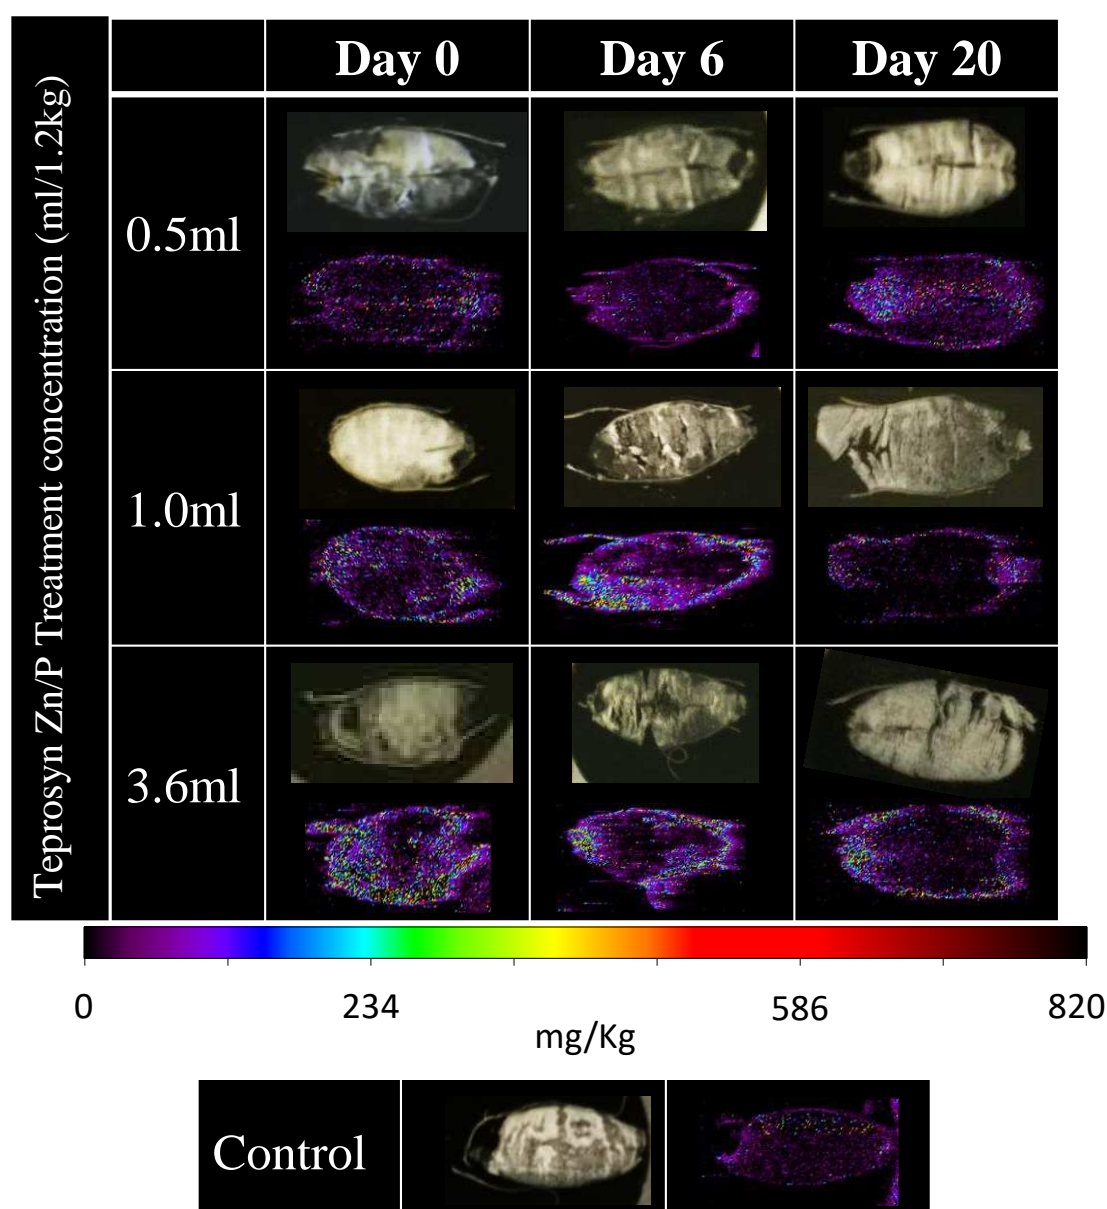 Teprosyn Zn/P Treatment concentration (ml/1.2kg)
Day 0 Day 6 Day 20
0.5ml
1.0ml
3.6ml
0 234 586 820
mg/Kg
Control